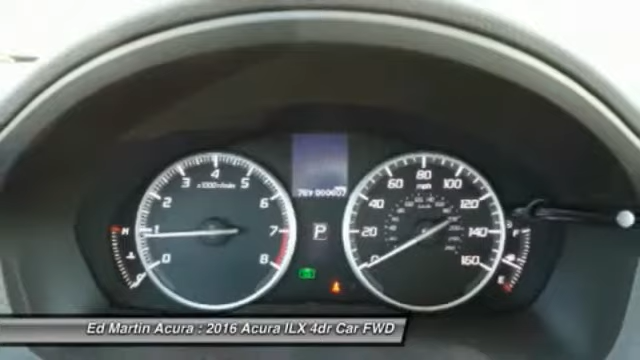 4
3 x1000r/min 5
2 6
1 7
0 8
P
80
60 mph 100
40 120
20 140
0 160
F
E
Ed Martin Acura : 2016 Acura ILX 4dr Car FWD